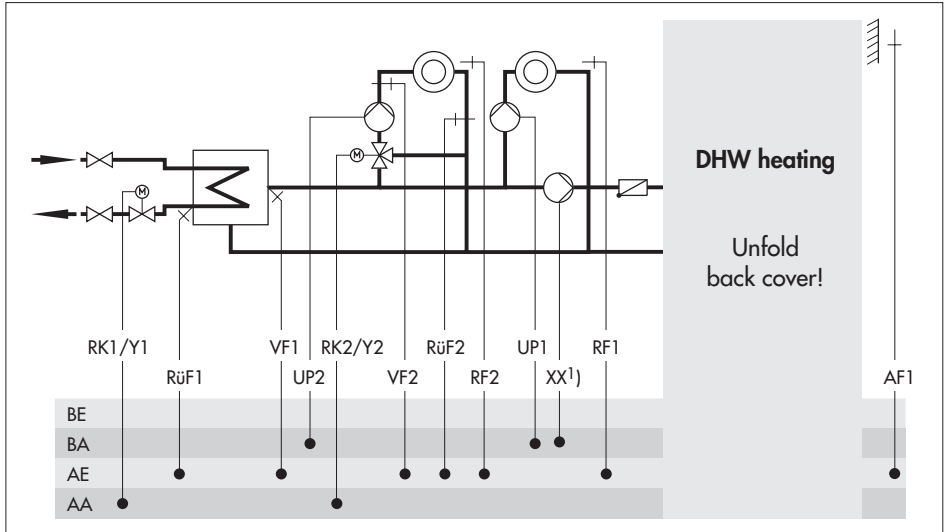 M
M
DHW heating
Unfold
back cover!
RK1/Y1
VF1
RK2/Y2
RüF2
UP1
RF1
RüF1
UP2
VF2
RF2
XX1)
AF1
BE
BA
AE
AA